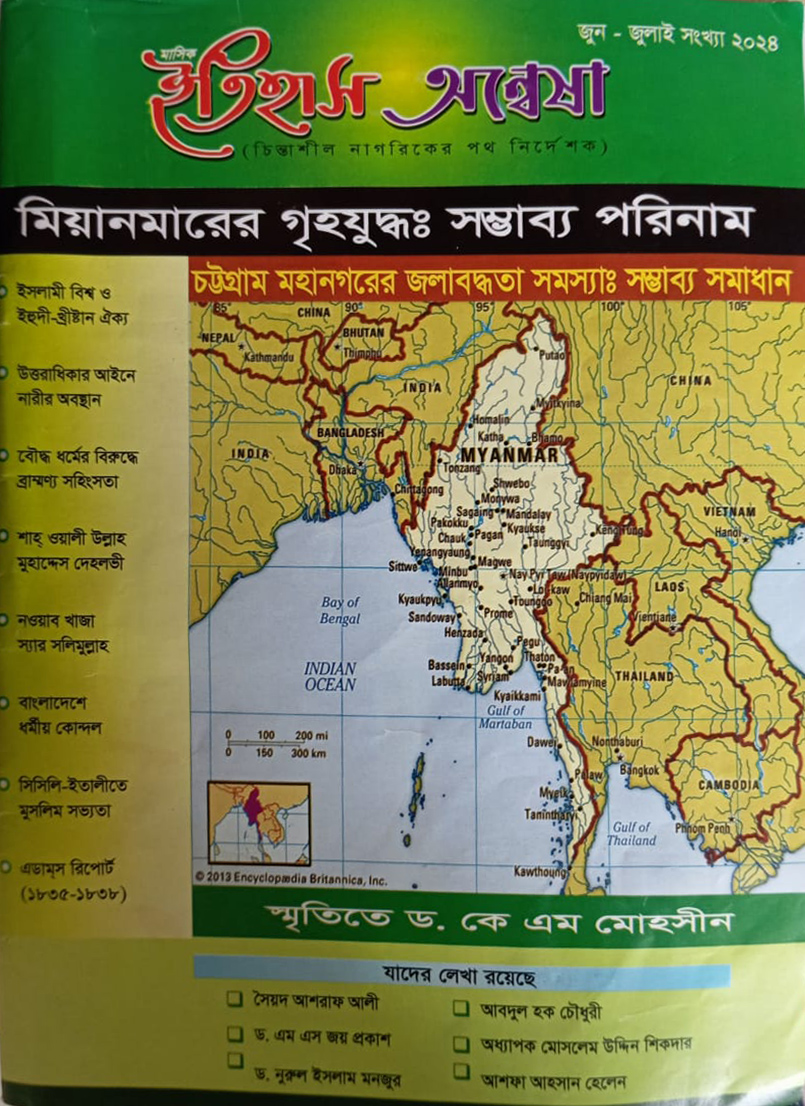 জুন - জুলাই সংখ্যা ২০২৪
মাসিক
ইতিহাস অন্বেষা
(চিন্তাশীল নাগরিকের পথ নির্দেশক)
মিয়ানমারের গৃহযুদ্ধঃ সম্ভাব্য পরিনাম
চট্টগ্রাম মহানগরের জলাবদ্ধতা সমস্যাঃ সম্ভাব্য সমাধান
ইসলামী বিশ্ব ও
ইহুদী-খ্রীষ্টান ঐক্য
উত্তরাধিকার আইনে
নারীর অবস্থান
বৌদ্ধ ধর্মের বিরুদ্ধে
ব্রাহ্মণ্য সহিংসতা
শাহ্ ওয়ালী উল্লাহ
মুহাদ্দেস দেহলভী
নওয়াব খাজা
স্যার সলিমুল্লাহ
বাংলাদেশে
ধর্মীয় কোন্দল
সিসিলি-ইতালীতে
মুসলিম সভ্যতা
এডাম্‌স রিপোর্ট
(১৮৩৫-১৮৩৮)
85° 90° 95° 100° 105°
CHINA
NEPAL
BHUTAN
Kathmandu
Thimphu
Putao
INDIA
CHINA
Myitkyina
Homalin
BANGLADESH
Katha
Bhamo
INDIA
MYANMAR
Dhaka
Tonzang
Chittagong
Shwebo
Monywa
VIETNAM
Sagaing
Mandalay
Pakokku
Kyaukse
Hanoi
Chauk
Pagan
Kengtung
Yenangyaung
Taunggyi
Sittwe
Minbu
Magwe
Allanmyo
Nay Pyi Taw (Naypyidaw)
LAOS
Loi-kaw
Kyaukpyu
Toungoo
Chiang Mai
Bay of
Bengal
Sandoway
Prome
Vientiane
Henzada
Pegu
INDIAN
OCEAN
Bassein
Yangon
Thaton
Pa-an
THAILAND
Labutta
Syriam
Mawlamyine
Kyaikkami
Gulf of
Martaban
0 100 200 mi
0 150 300 km
Dawei
Nonthaburi
Bangkok
Palaw
CAMBODIA
Myeik
Tanintharyi
Gulf of
Thailand
Phnom Penh
Kawthoung
© 2013 Encyclopædia Britannica, Inc.
স্মৃতিতে ড. কে এম মোহসীন
যাদের লেখা রয়েছে
সৈয়দ আশরাফ আলী
আবদুল হক চৌধুরী
ড. এম এস জয় প্রকাশ
অধ্যাপক মোসলেম উদ্দিন শিকদার
ড. নুরুল ইসলাম মনজুর
আশফা আহসান হেলেন